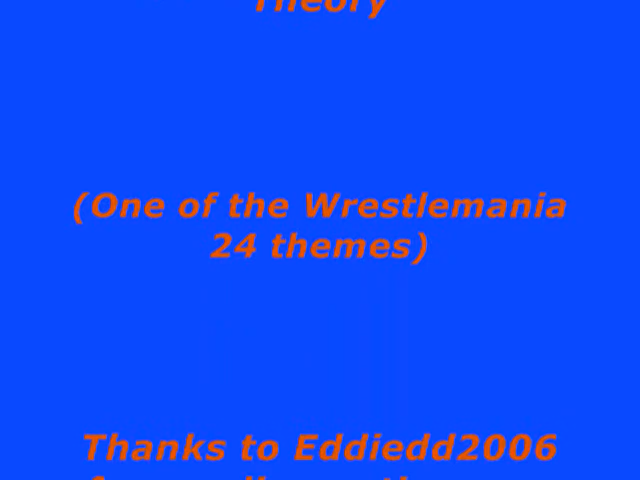 Theory
(One of the Wrestlemania
24 themes)
Thanks to Eddiedd2006